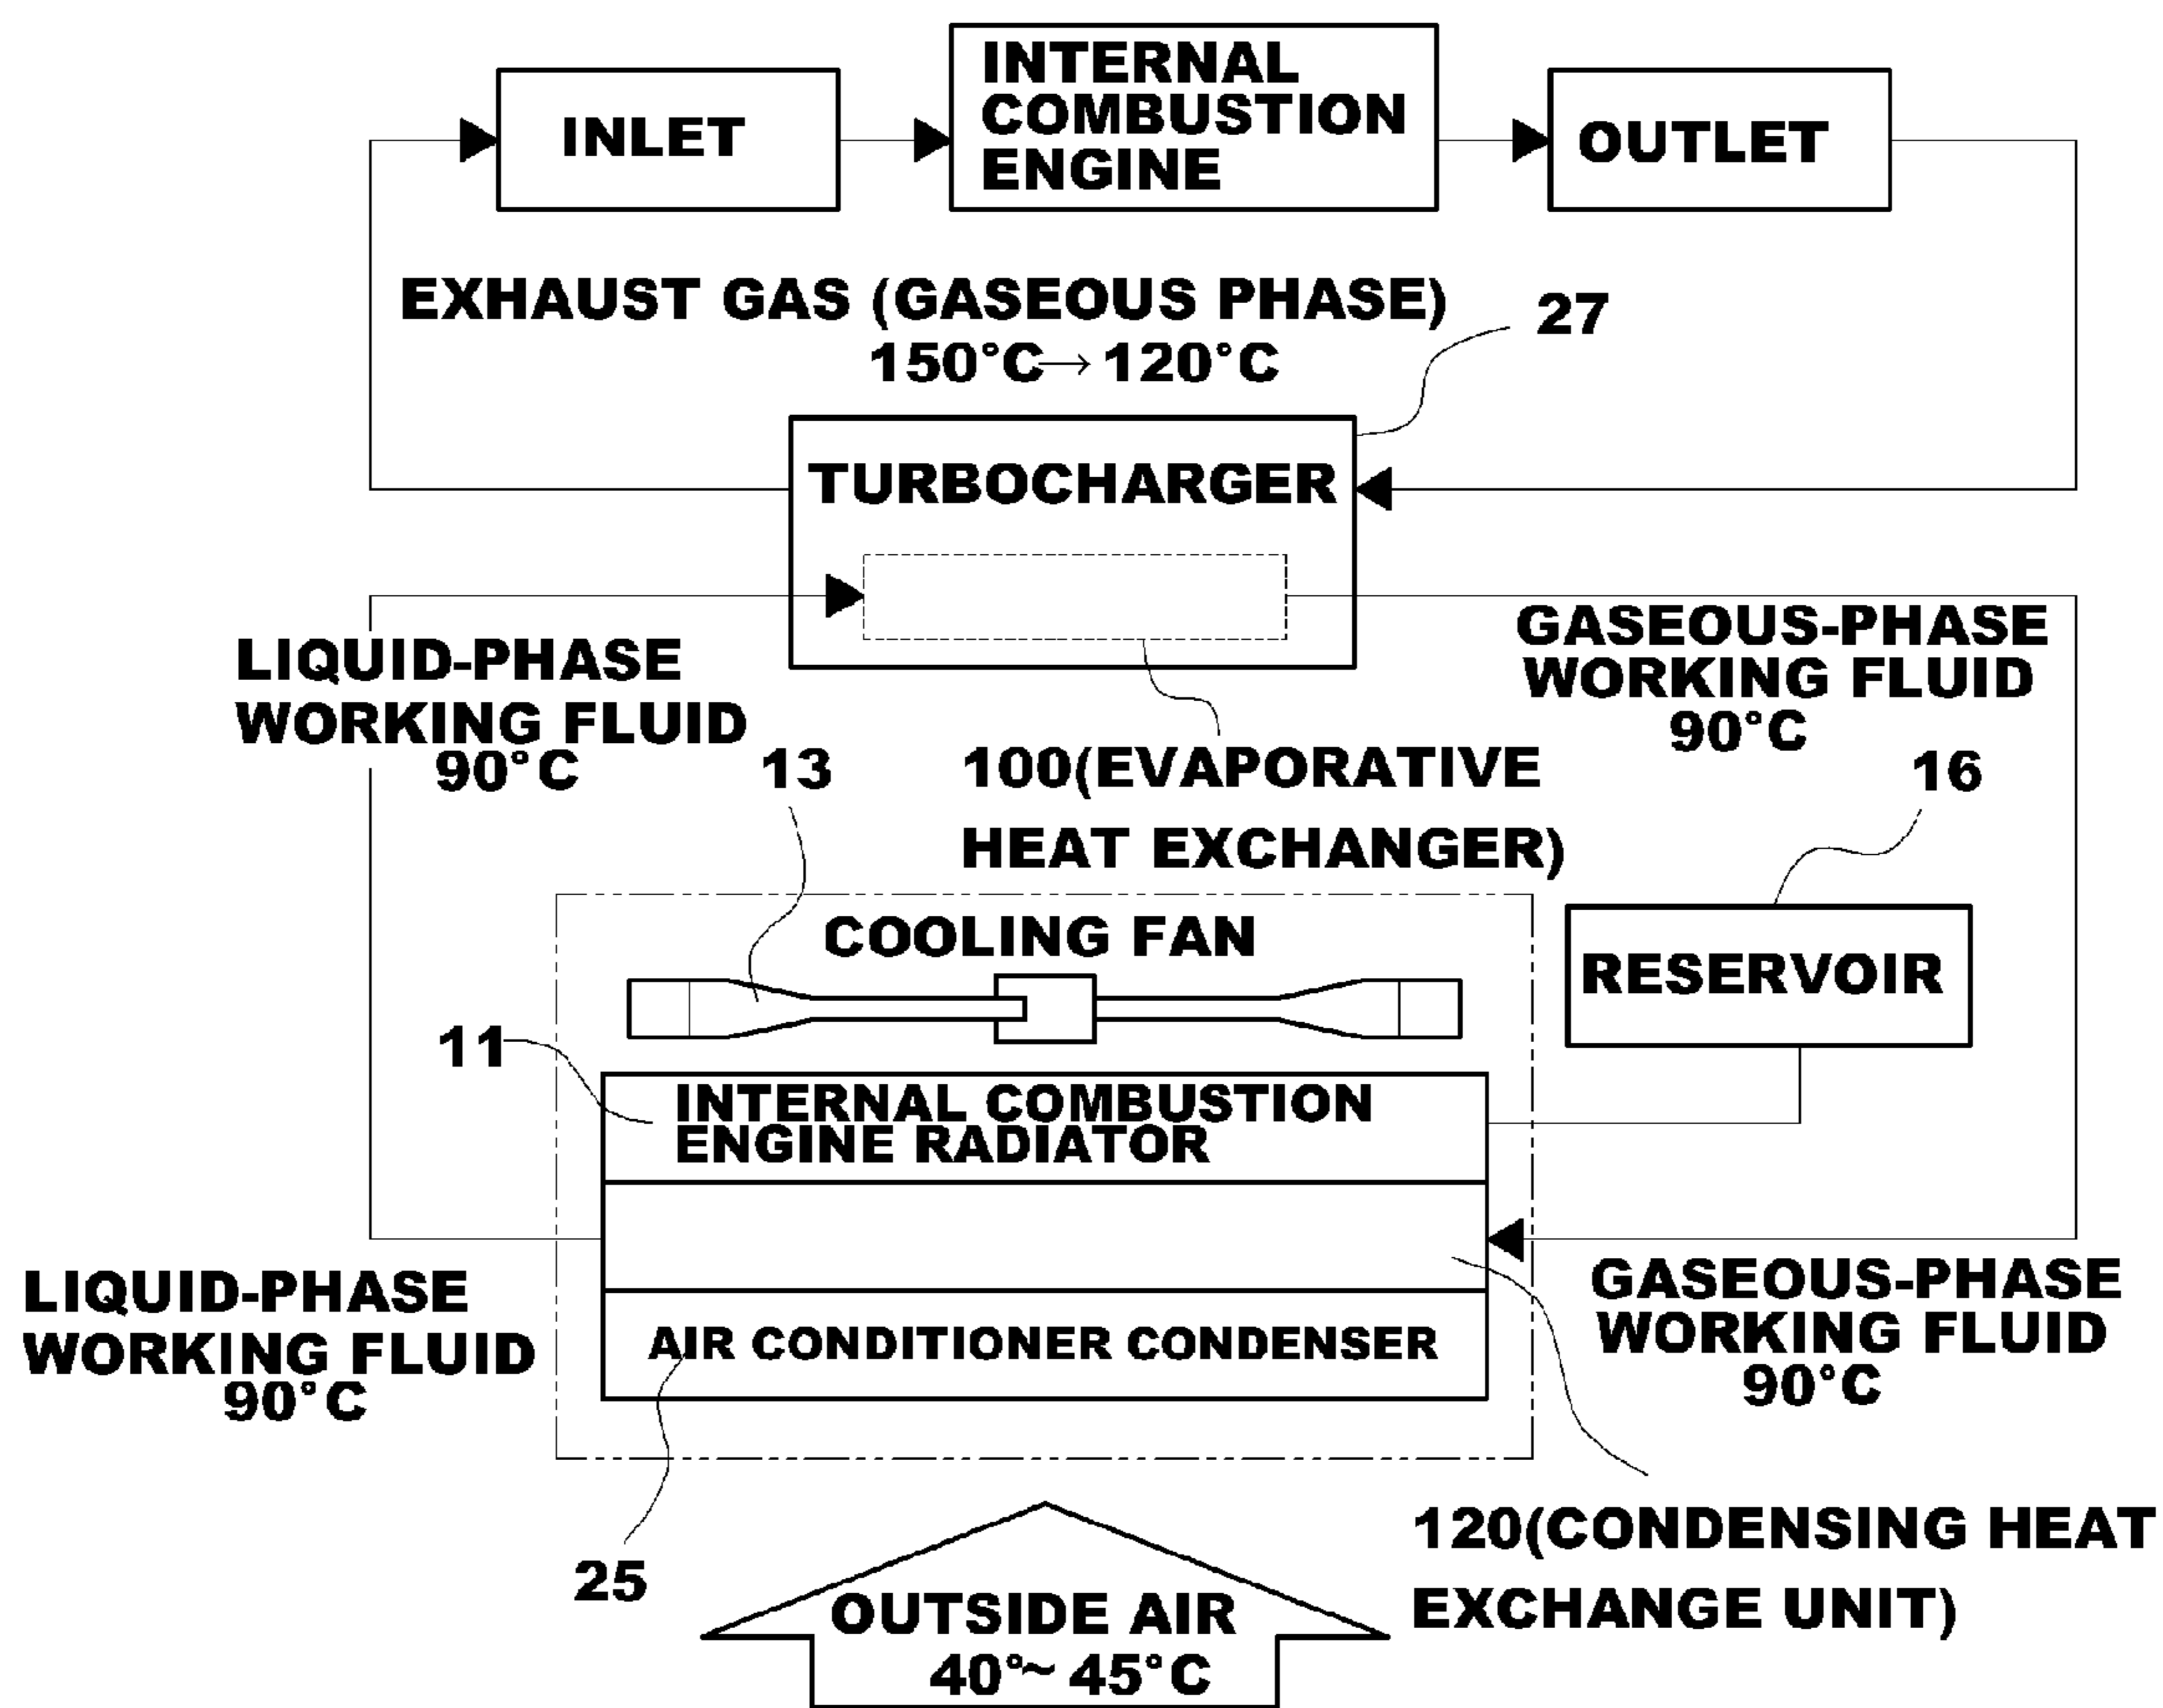 INTERNAL
COMBUSTION
ENGINE
INLET
OUTLET
EXHAUST GAS (GASEOUS PHASE)
150°C→120°C
27
TURBOCHARGER
LIQUID-PHASE
WORKING FLUID
90°C
GASEOUS-PHASE
WORKING FLUID
90°C
13
100(EVAPORATIVE
HEAT EXCHANGER)
16
COOLING FAN
RESERVOIR
11
INTERNAL COMBUSTION
ENGINE RADIATOR
LIQUID-PHASE
WORKING FLUID
90°C
AIR CONDITIONER CONDENSER
GASEOUS-PHASE
WORKING FLUID
90°C
25
120(CONDENSING HEAT
EXCHANGE UNIT)
OUTSIDE AIR
40°~ 45°C